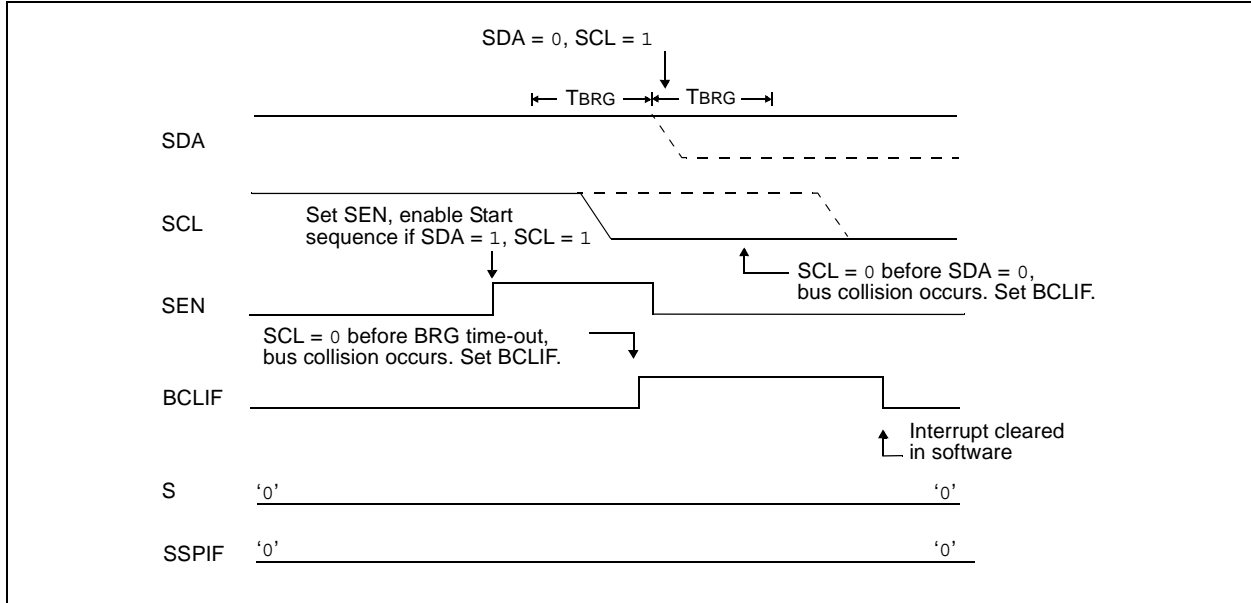 SDA = 0, SCL = 1
TBRG TBRG
SDA
SCL
Set SEN, enable Start
sequence if SDA = 1, SCL = 1
SCL = 0 before SDA = 0,
bus collision occurs. Set BCLIF.
SEN
SCL = 0 before BRG time-out,
bus collision occurs. Set BCLIF.
BCLIF
Interrupt cleared
in software
S ‘0’ ‘0’
SSPIF ‘0’ ‘0’